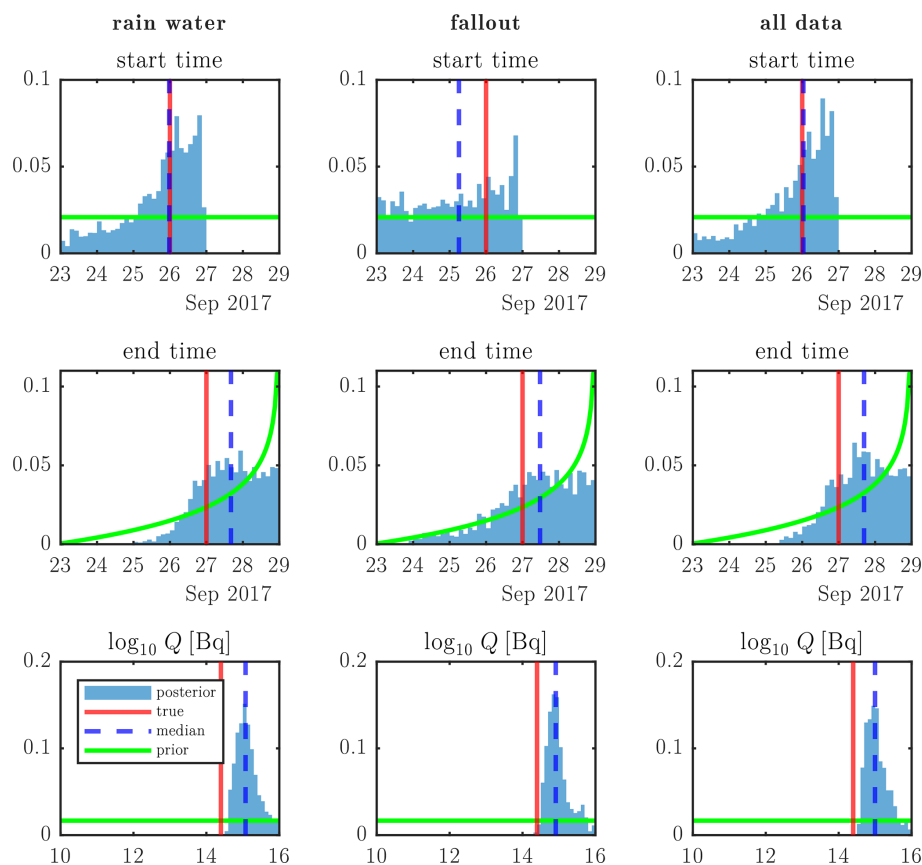 rain water fallout all data
start time start time start time
0.1 0.1 0.1
0.05 0.05 0.05
0 0 0
23 24 25 26 27 28 29 23 24 25 26 27 28 29 23 24 25 26 27 28 29
Sep 2017 Sep 2017 Sep 2017
end time end time end time
0.1 0.1 0.1
0.05 0.05 0.05
0 0 0
23 24 25 26 27 28 29 23 24 25 26 27 28 29 23 24 25 26 27 28 29
Sep 2017 Sep 2017 Sep 2017
log₁₀ Q [Bq] log₁₀ Q [Bq] log₁₀ Q [Bq]
0.2 0.2 0.2
posterior
true
0.1 0.1 0.1
median
prior
0 0 0
10 12 14 16 10 12 14 16 10 12 14 16